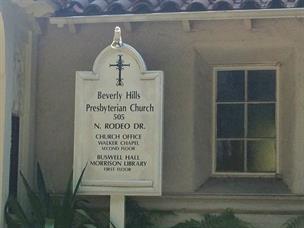 Beverly Hills
Presbyterian Church
505
N. RODEO DR.
CHURCH OFFICE
WALKER CHAPEL
SECOND FLOOR
BUSWELL HALL
MORRISON LIBRARY
FIRST FLOOR